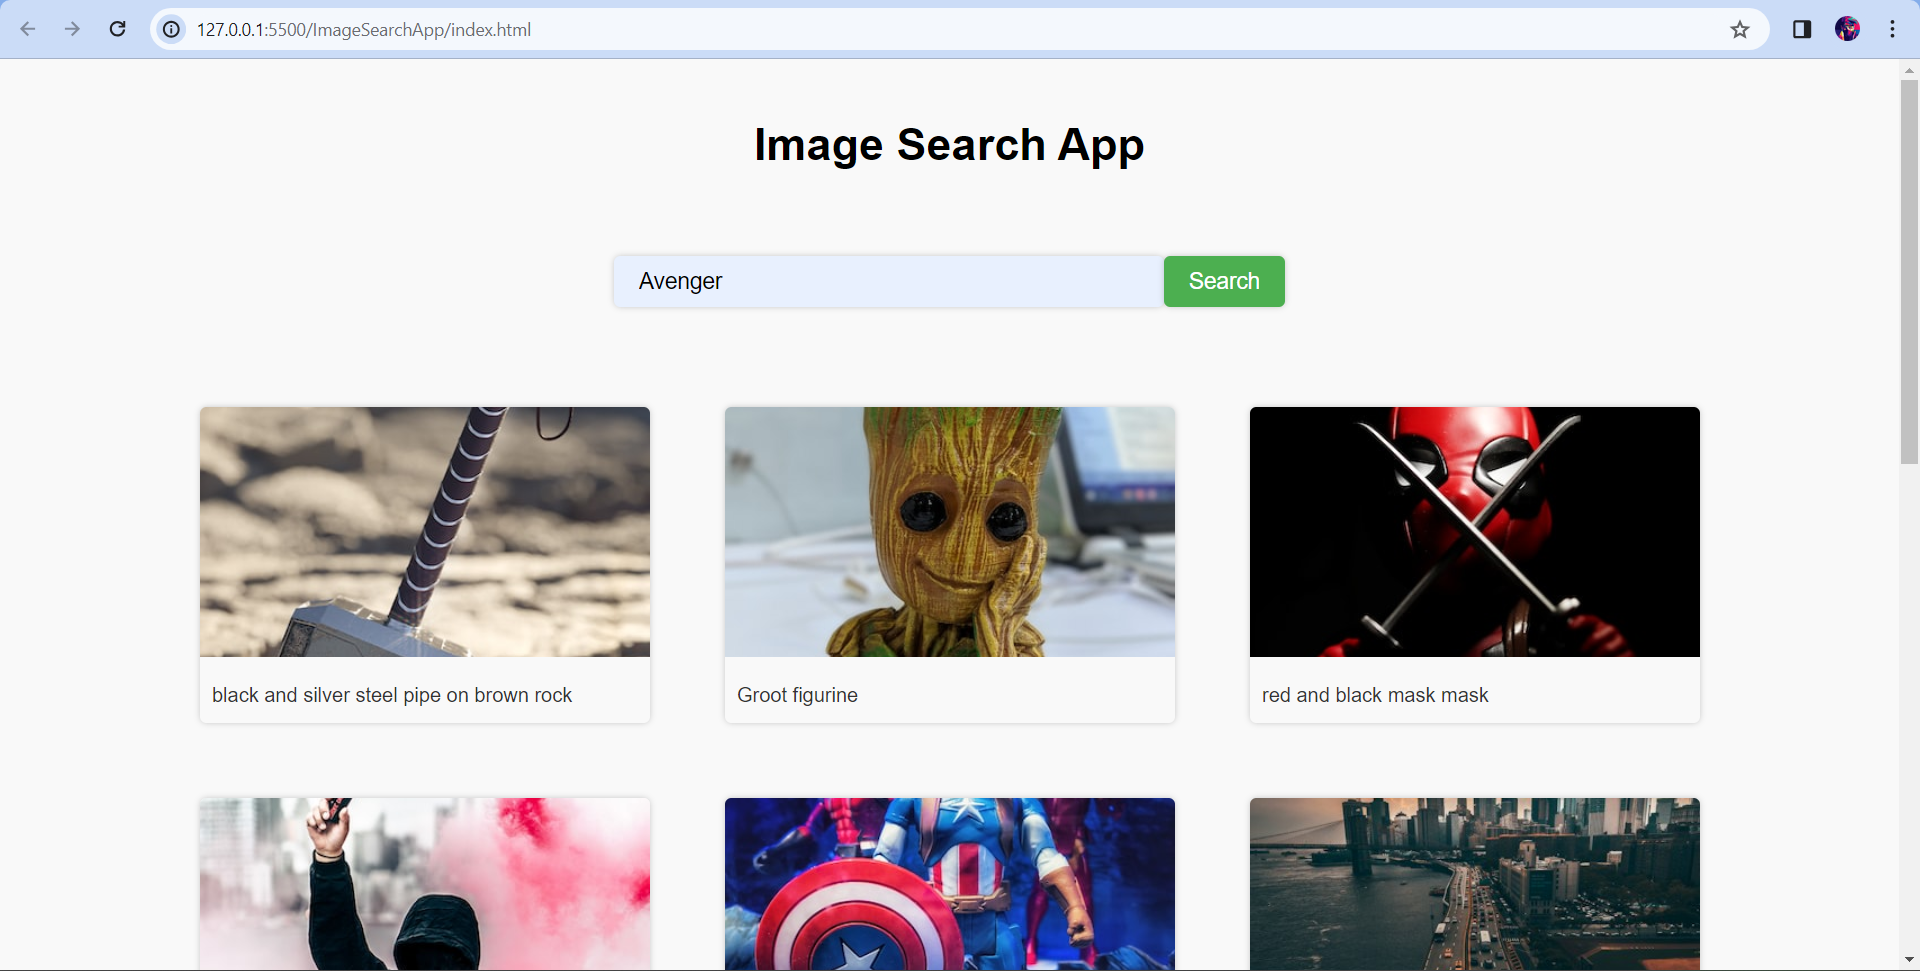 127.0.0.1:5500/ImageSearchApp/index.html
Image Search App
Avenger
Search
black and silver steel pipe on brown rock
Groot figurine
red and black mask mask